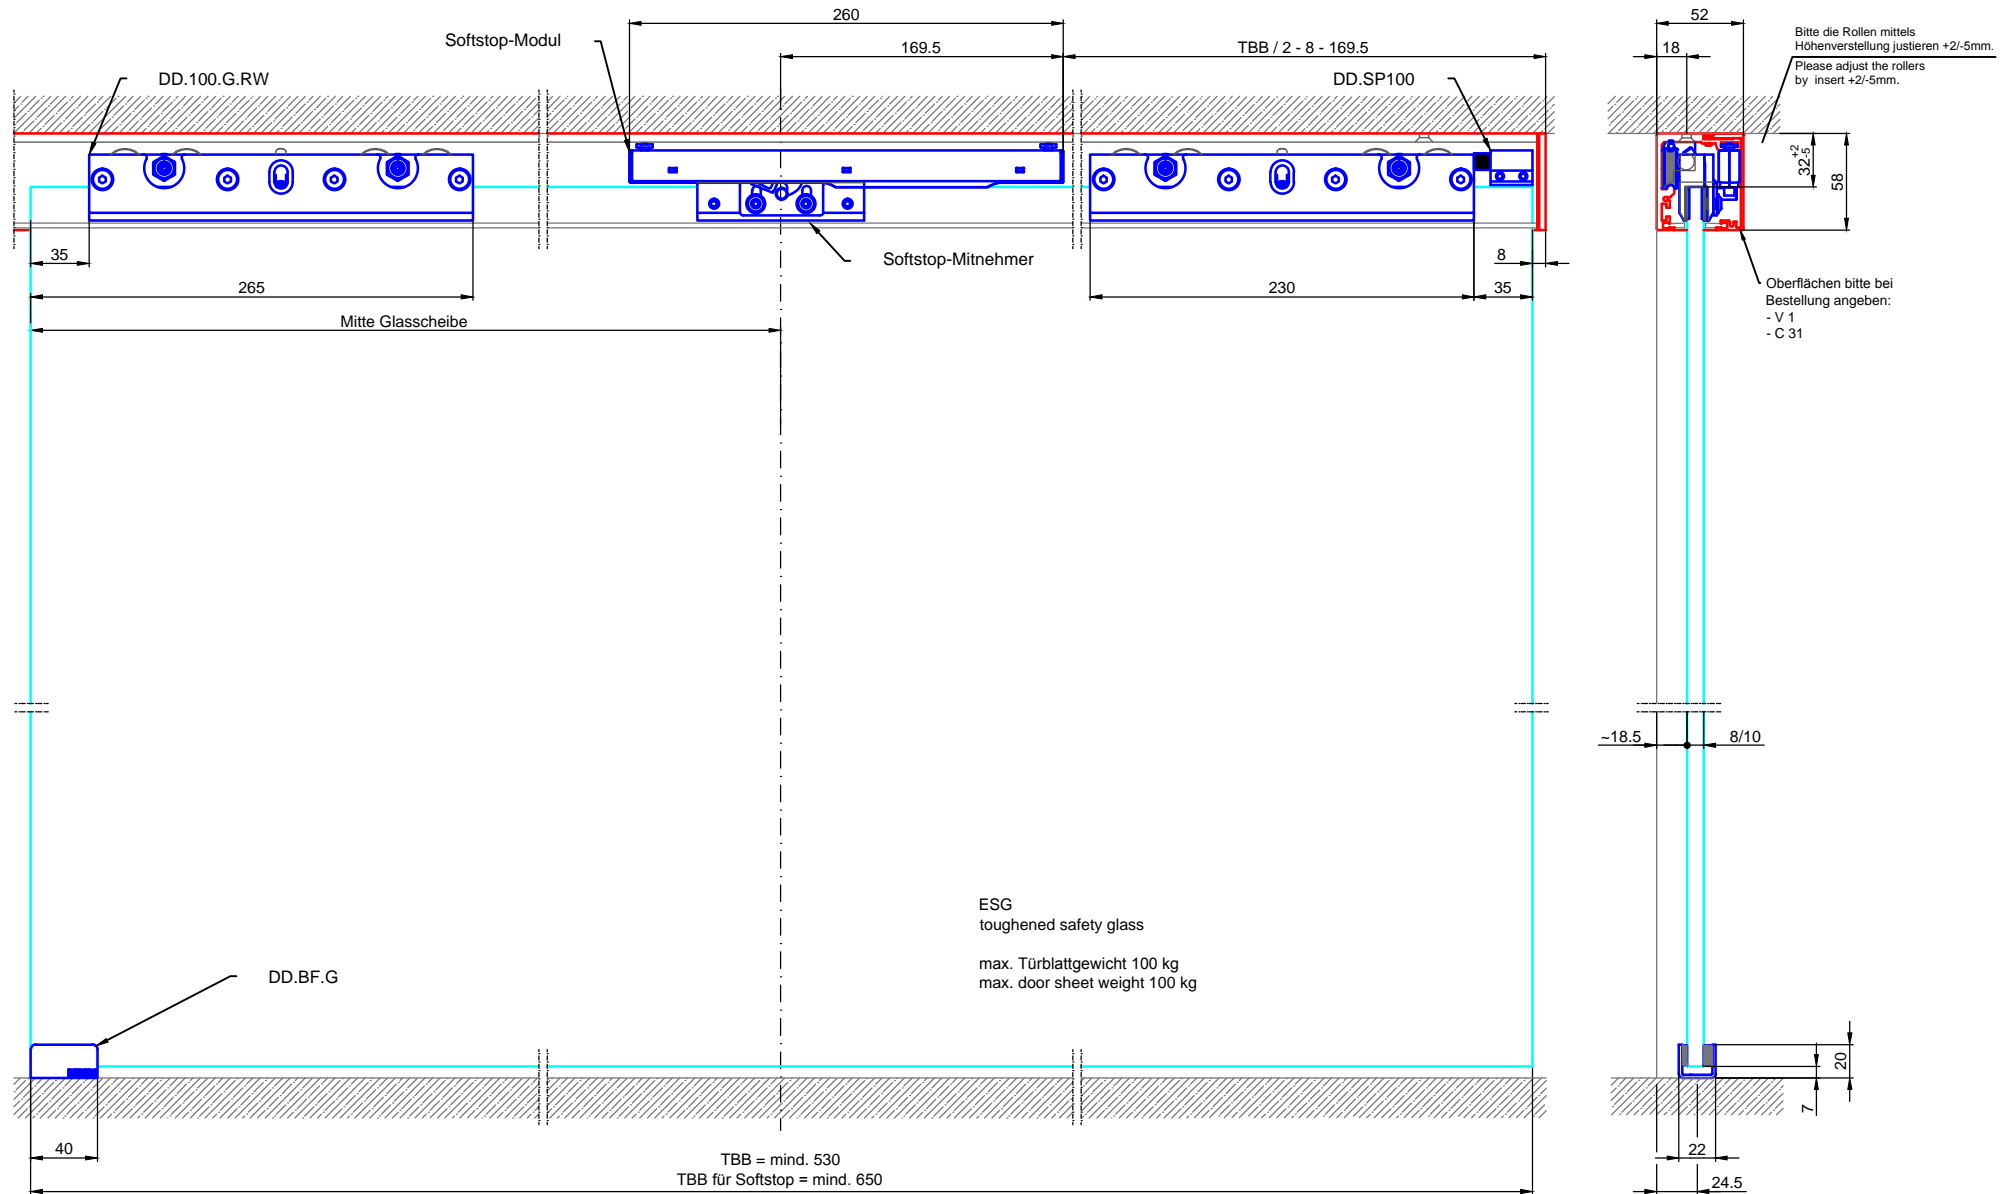 260
52
Softstop-Modul
169.5
TBB / 2 - 8 - 169.5
18
Bitte die Rollen mittels
Höhenverstellung justieren +2/-5mm.
Please adjust the rollers
by insert +2/-5mm.
DD.100.G.RW
DD.SP100
32 +2 -5
58
35
Softstop-Mitnehmer
8
265
230
35
Mitte Glasscheibe
Oberflächen bitte bei
Bestellung angeben:
- V 1
- C 31
~18.5
8/10
ESG
toughened safety glass
max. Türblattgewicht 100 kg
max. door sheet weight 100 kg
DD.BF.G
20
7
40
22
TBB = mind. 530
TBB für Softstop = mind. 650
24.5